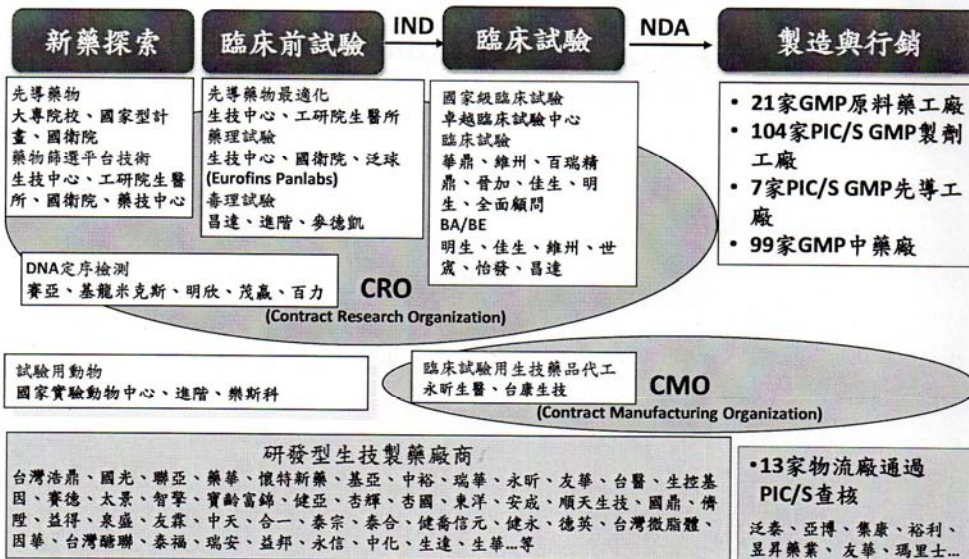 新藥探索
臨床前試驗
IND
臨床試驗
NDA
製造與行銷
先導藥物
大專院校、國家型計
畫、國衛院
藥物篩選平台技術
生技中心、工研院生醫
所、國衛院、藥技中心
先導藥物最適化
生技中心、工研院生醫所
藥理試驗
生技中心、國衛院、泛球
(Eurofins Panlabs)
毒理試驗
昌達、進階、麥德凱
國家級臨床試驗
卓越臨床試驗中心
臨床試驗
華鼎、維州、百瑞精
鼎、晉加、佳生、明
生、全面顧問
BA/BE
明生、佳生、維州、世
宬、怡發、昌達
• 21家GMP原料藥工廠
• 104家PIC/S GMP製劑
工廠
• 7家PIC/S GMP先導工
廠
• 99家GMP中藥廠
DNA定序檢測
賽亞、基龍米克斯、明欣、茂贏、百力
CRO
(Contract Research Organization)
試驗用動物
國家實驗動物中心、進階、樂斯科
臨床試驗用生技藥品代工
永昕生醫、台康生技
CMO
(Contract Manufacturing Organization)
研發型生技製藥廠商
台灣浩鼎、國光、聯亞、藥華、懷特新藥、基亞、中裕、瑞華、永昕、友華、台醫、生控基
因、賽德、太景、智擎、寶齡富錦、健亞、杏輝、杏國、東洋、安成、順天生技、國鼎、儕
陞、益得、泉盛、友霖、中天、合一、泰宗、泰合、健喬信元、健永、德英、台灣微脂體、
因華、台灣醣聯、泰福、瑞安、益邦、永信、中化、生達、生華…等
•13家物流廠通過
PIC/S查核
泛泰、亞博、集康、裕利、
昱昇藥業、友華、瑪里士…